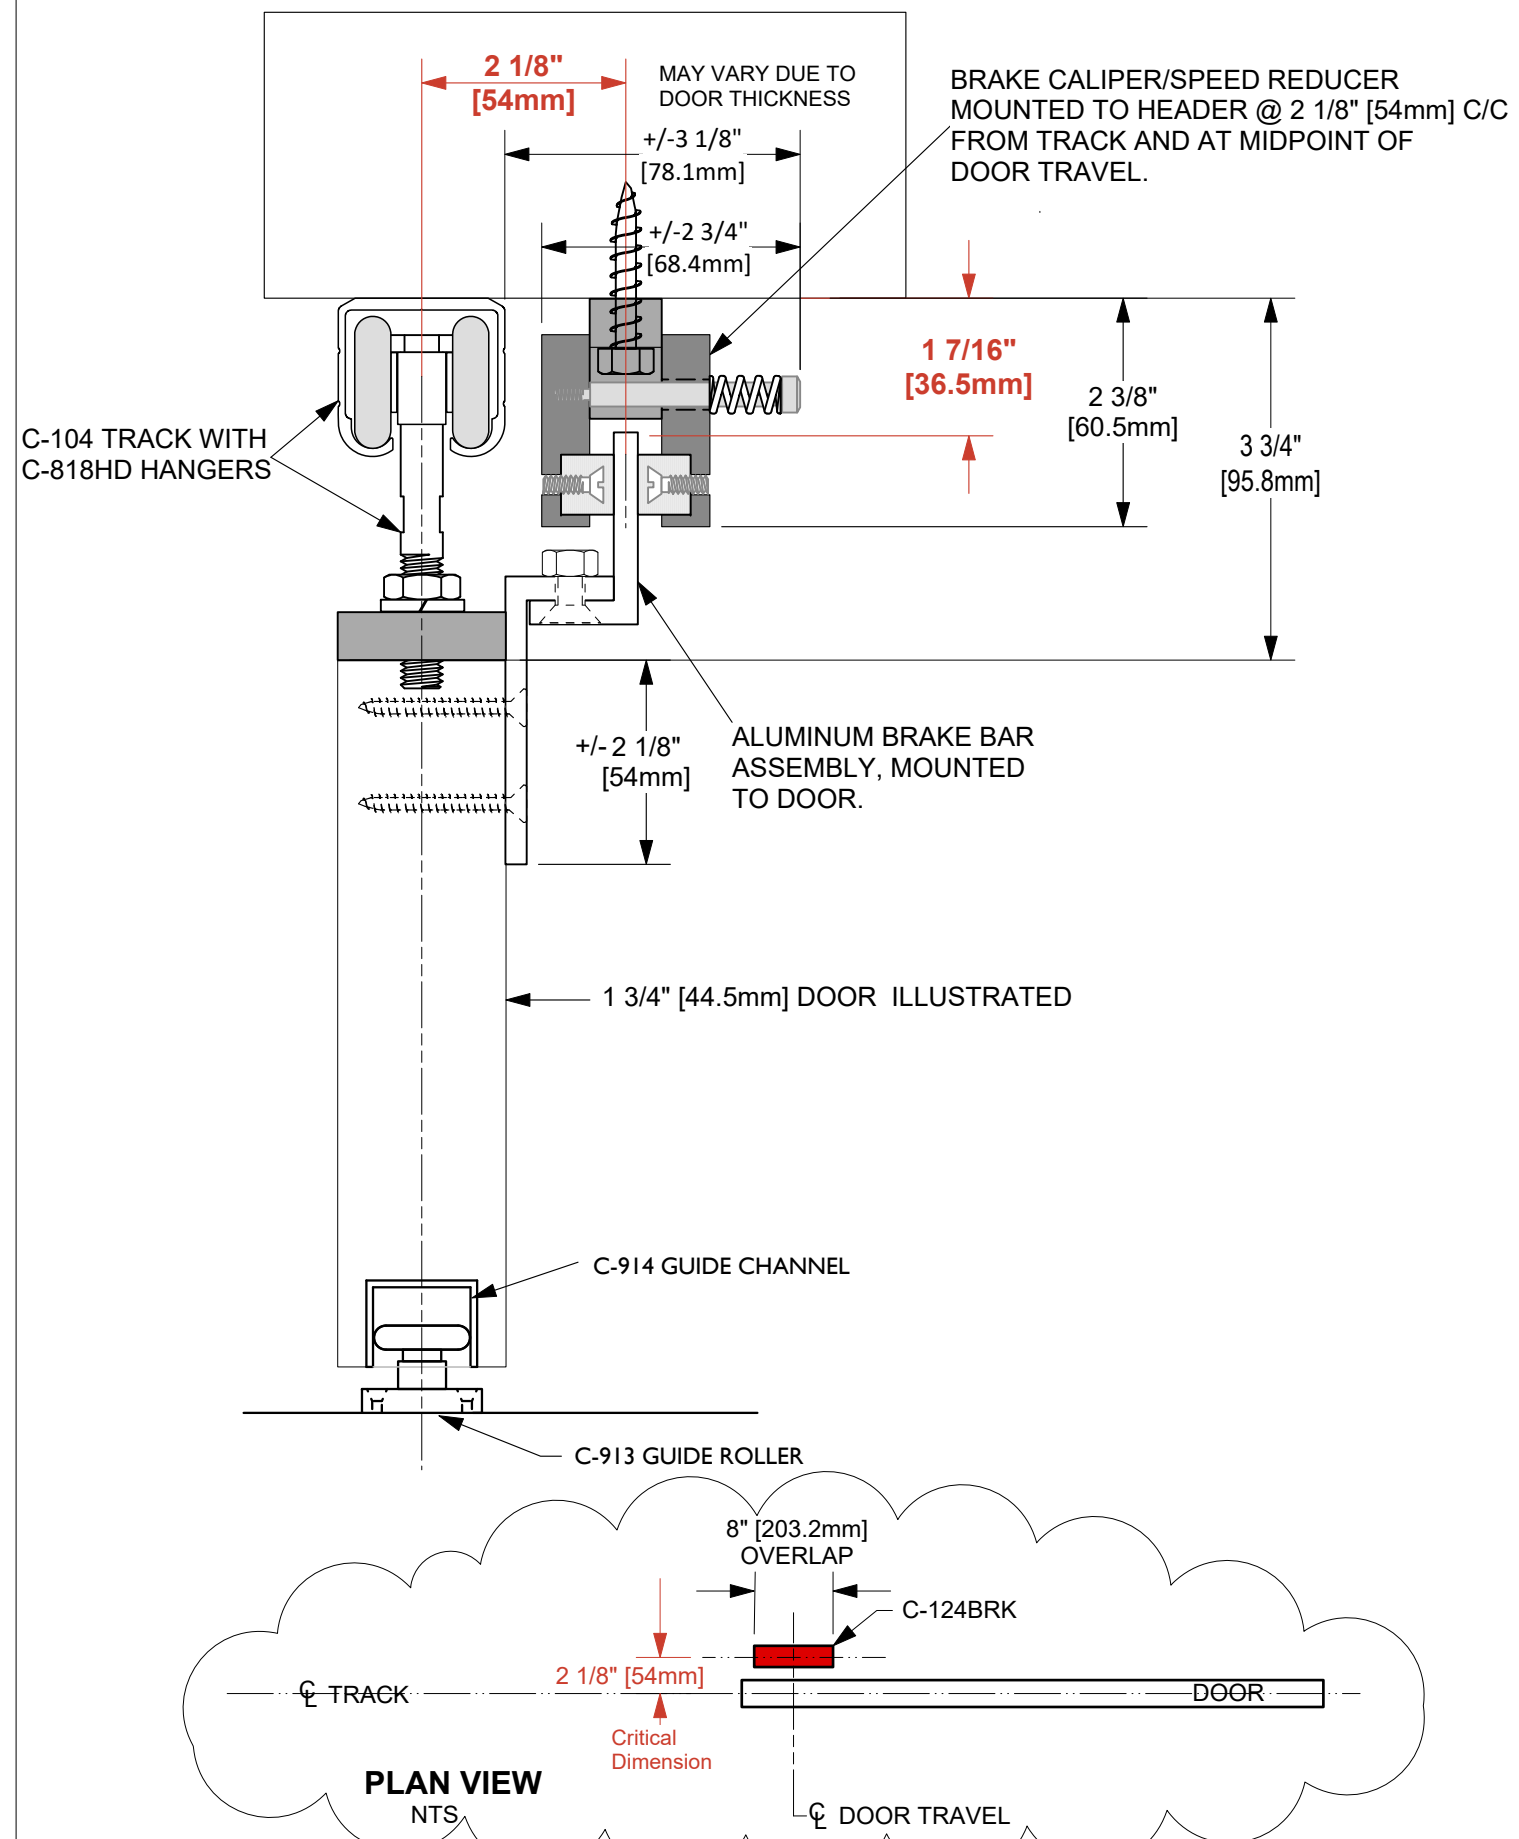 2 1/8"
[54mm]
MAY VARY DUE TO
DOOR THICKNESS
BRAKE CALIPER/SPEED REDUCER
MOUNTED TO HEADER @ 2 1/8" [54mm] C/C
FROM TRACK AND AT MIDPOINT OF
DOOR TRAVEL.
+/-3 1/8"
[78.1mm]
+/-2 3/4"
[68.4mm]
1 7/16"
[36.5mm]
2 3/8"
[60.5mm]
3 3/4"
[95.8mm]
C-104 TRACK WITH
C-818HD HANGERS
+/- 2 1/8"
[54mm]
ALUMINUM BRAKE BAR
ASSEMBLY, MOUNTED
TO DOOR.
1 3/4" [44.5mm] DOOR ILLUSTRATED
C-914 GUIDE CHANNEL
C-913 GUIDE ROLLER
8" [203.2mm]
OVERLAP
C-124BRK
2 1/8" [54mm]
℄ TRACK
DOOR
Critical
Dimension
PLAN VIEW
NTS
℄ DOOR TRAVEL